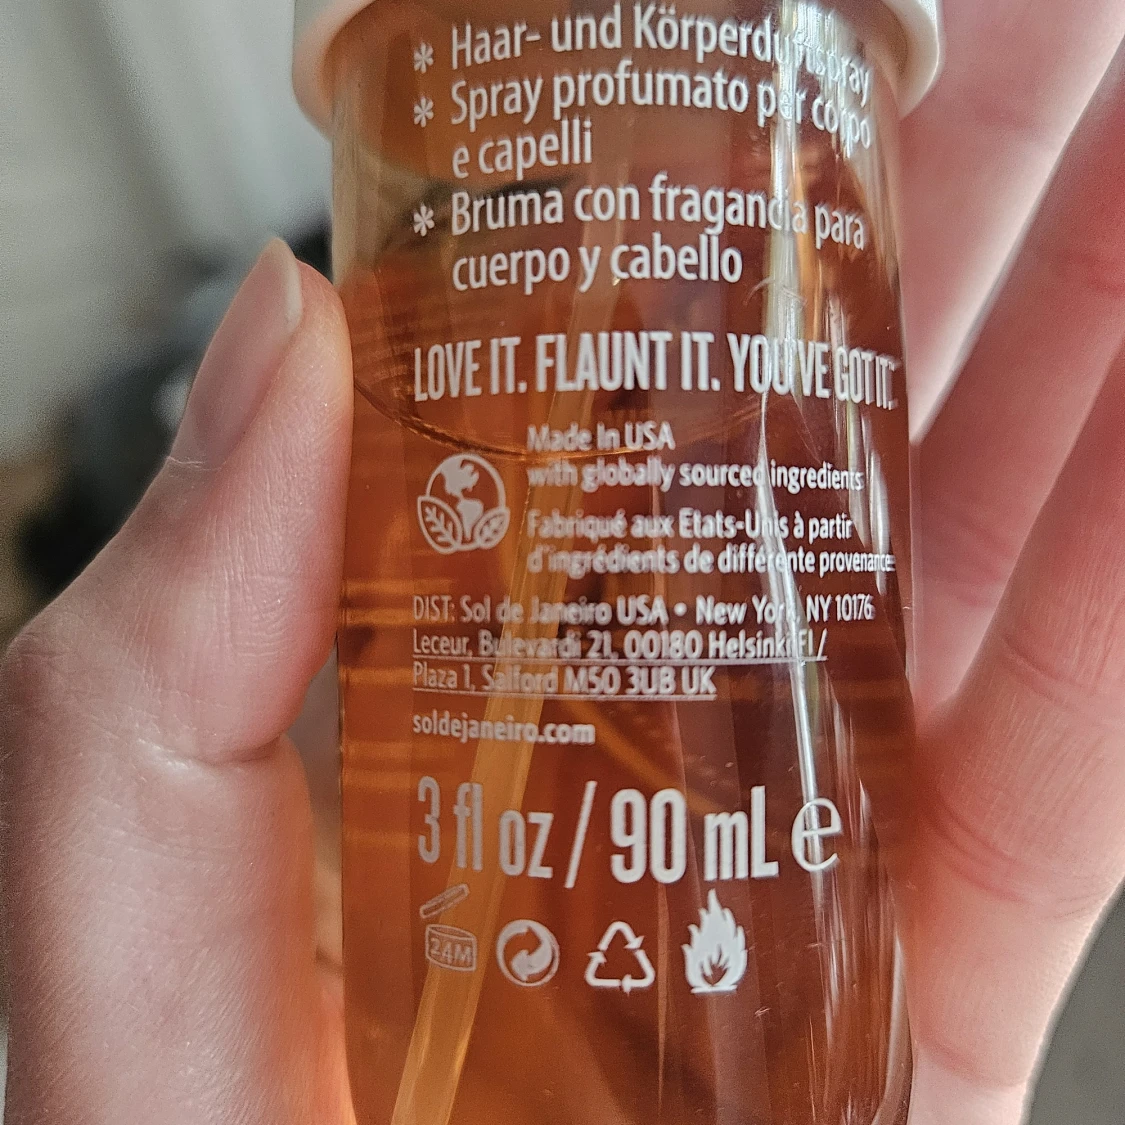 * Haar- und Körperduftspray
* Spray profumato per corpo
e capelli
* Bruma con fragancia para
cuerpo y cabello
LOVE IT. FLAUNT IT. YOU'VE GOT IT.™
Made In USA
with globally sourced ingredients
Fabriqué aux Etats-Unis à partir
d'ingrédients de différente provenance
DIST: Sol de Janeiro USA • New York, NY 10176
Leceur, Bulevardi 21, 00180 Helsinki FI /
Plaza 1, Salford M50 3UB UK
soldejaneiro.com
3 fl oz / 90 mL e
24M